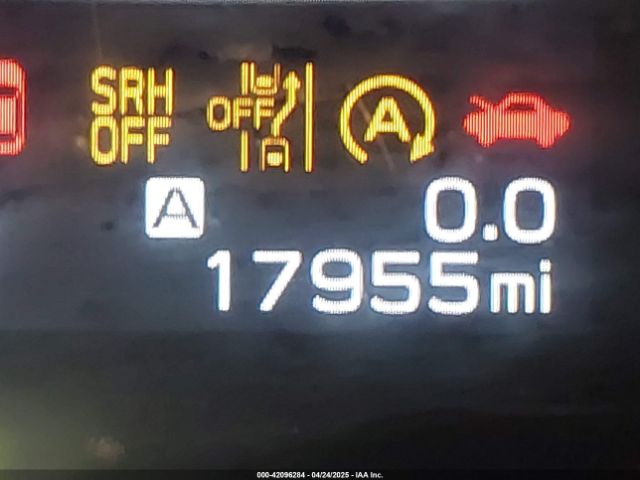 SRH OFF
OFF
A
A 0.0
17955mi
000-42096284 - 04/24/2025 - IAA Inc.